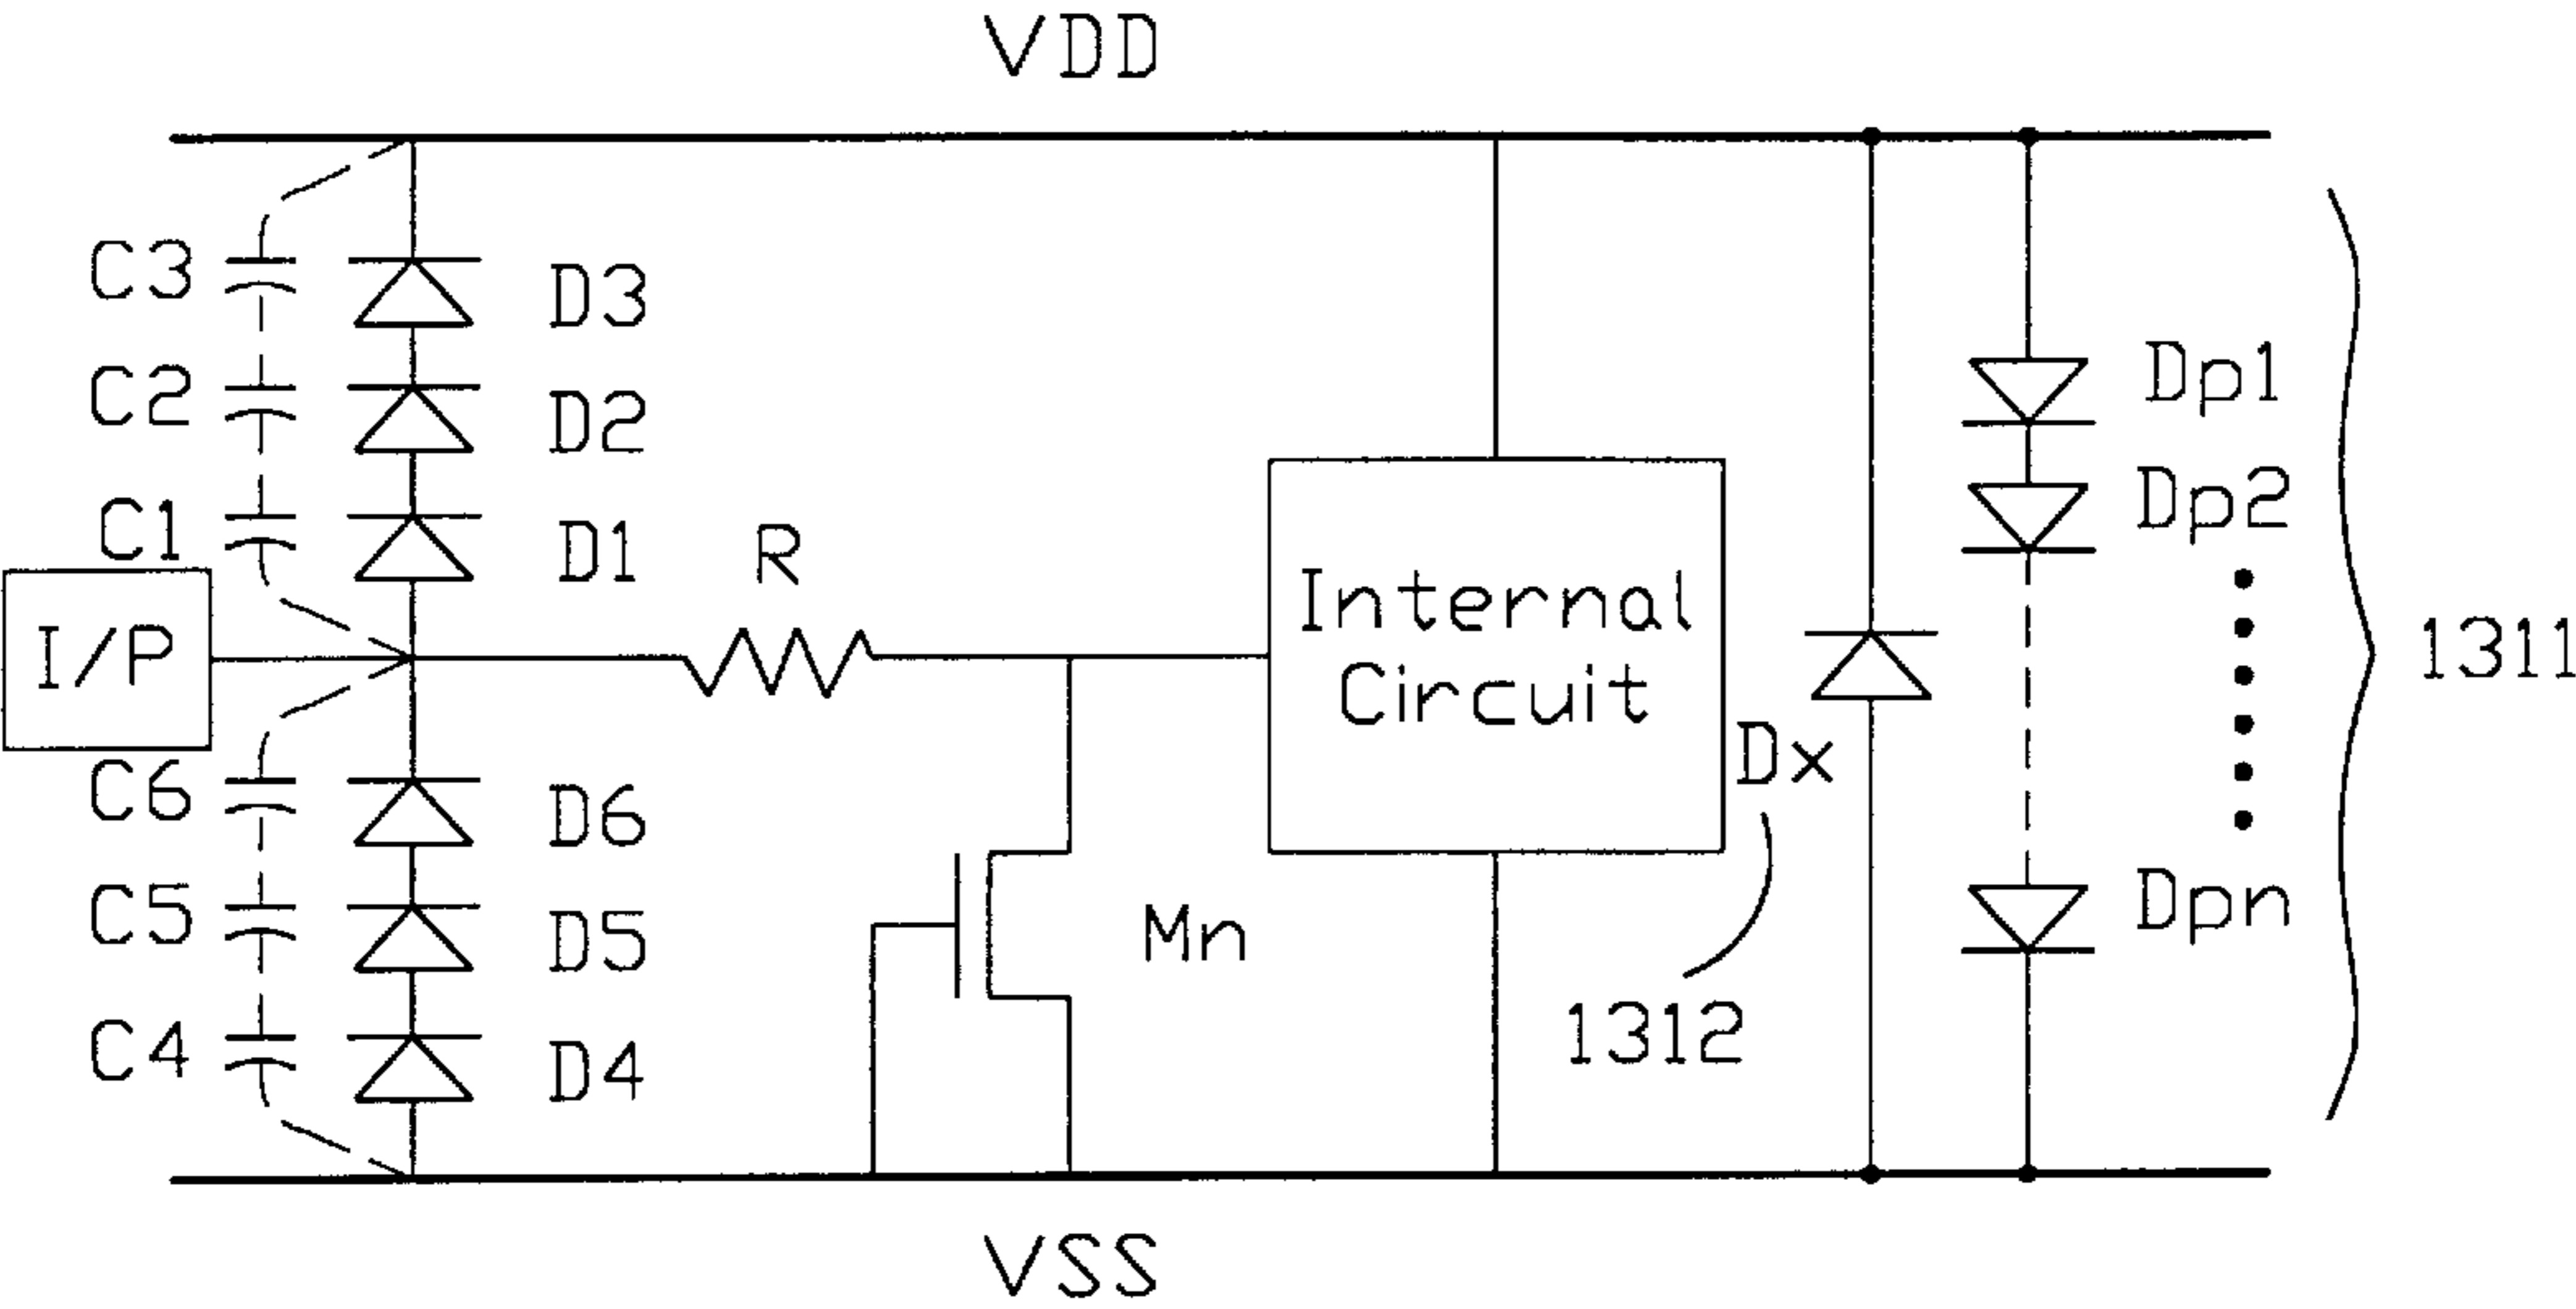 VDD
C3
D3
C2
D2
Dp1
Dp2
C1
D1
R
I/P
Internal
Circuit
1311
Dx
C6
D6
C5
D5
Mn
Dpn
1312
C4
D4
VSS